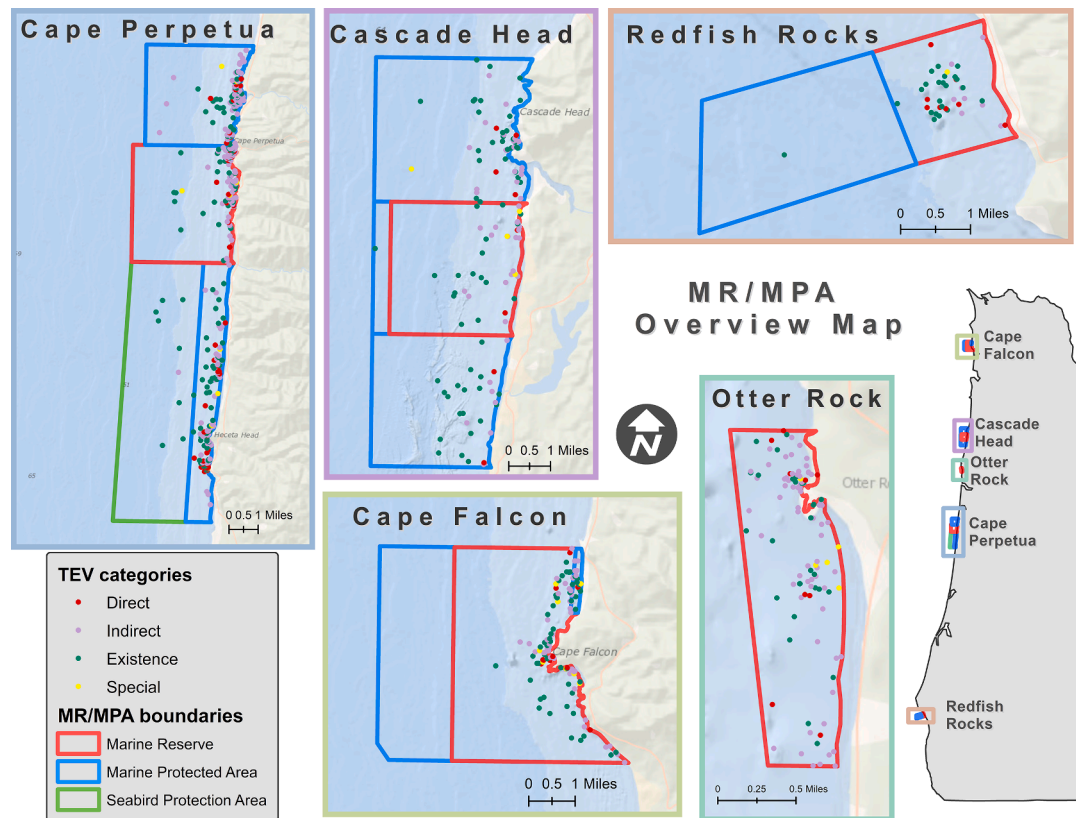 Cape Perpetua
Cape Perpetua
Heceta Head
65
0 0.5 1 Miles
Cascade Head
Cascade Head
0 0.5 1 Miles
Redfish Rocks
0 0.5 1 Miles
MR/MPA
Overview Map
N
Cape
Falcon
Cascade
Head
Otter
Rock
Cape
Perpetua
Redfish
Rocks
Otter Rock
Otter R
0 0.25 0.5 Miles
Cape Falcon
Cape Falcon
0 0.5 1 Miles
TEV categories
Direct
Indirect
Existence
Special
MR/MPA boundaries
Marine Reserve
Marine Protected Area
Seabird Protection Area